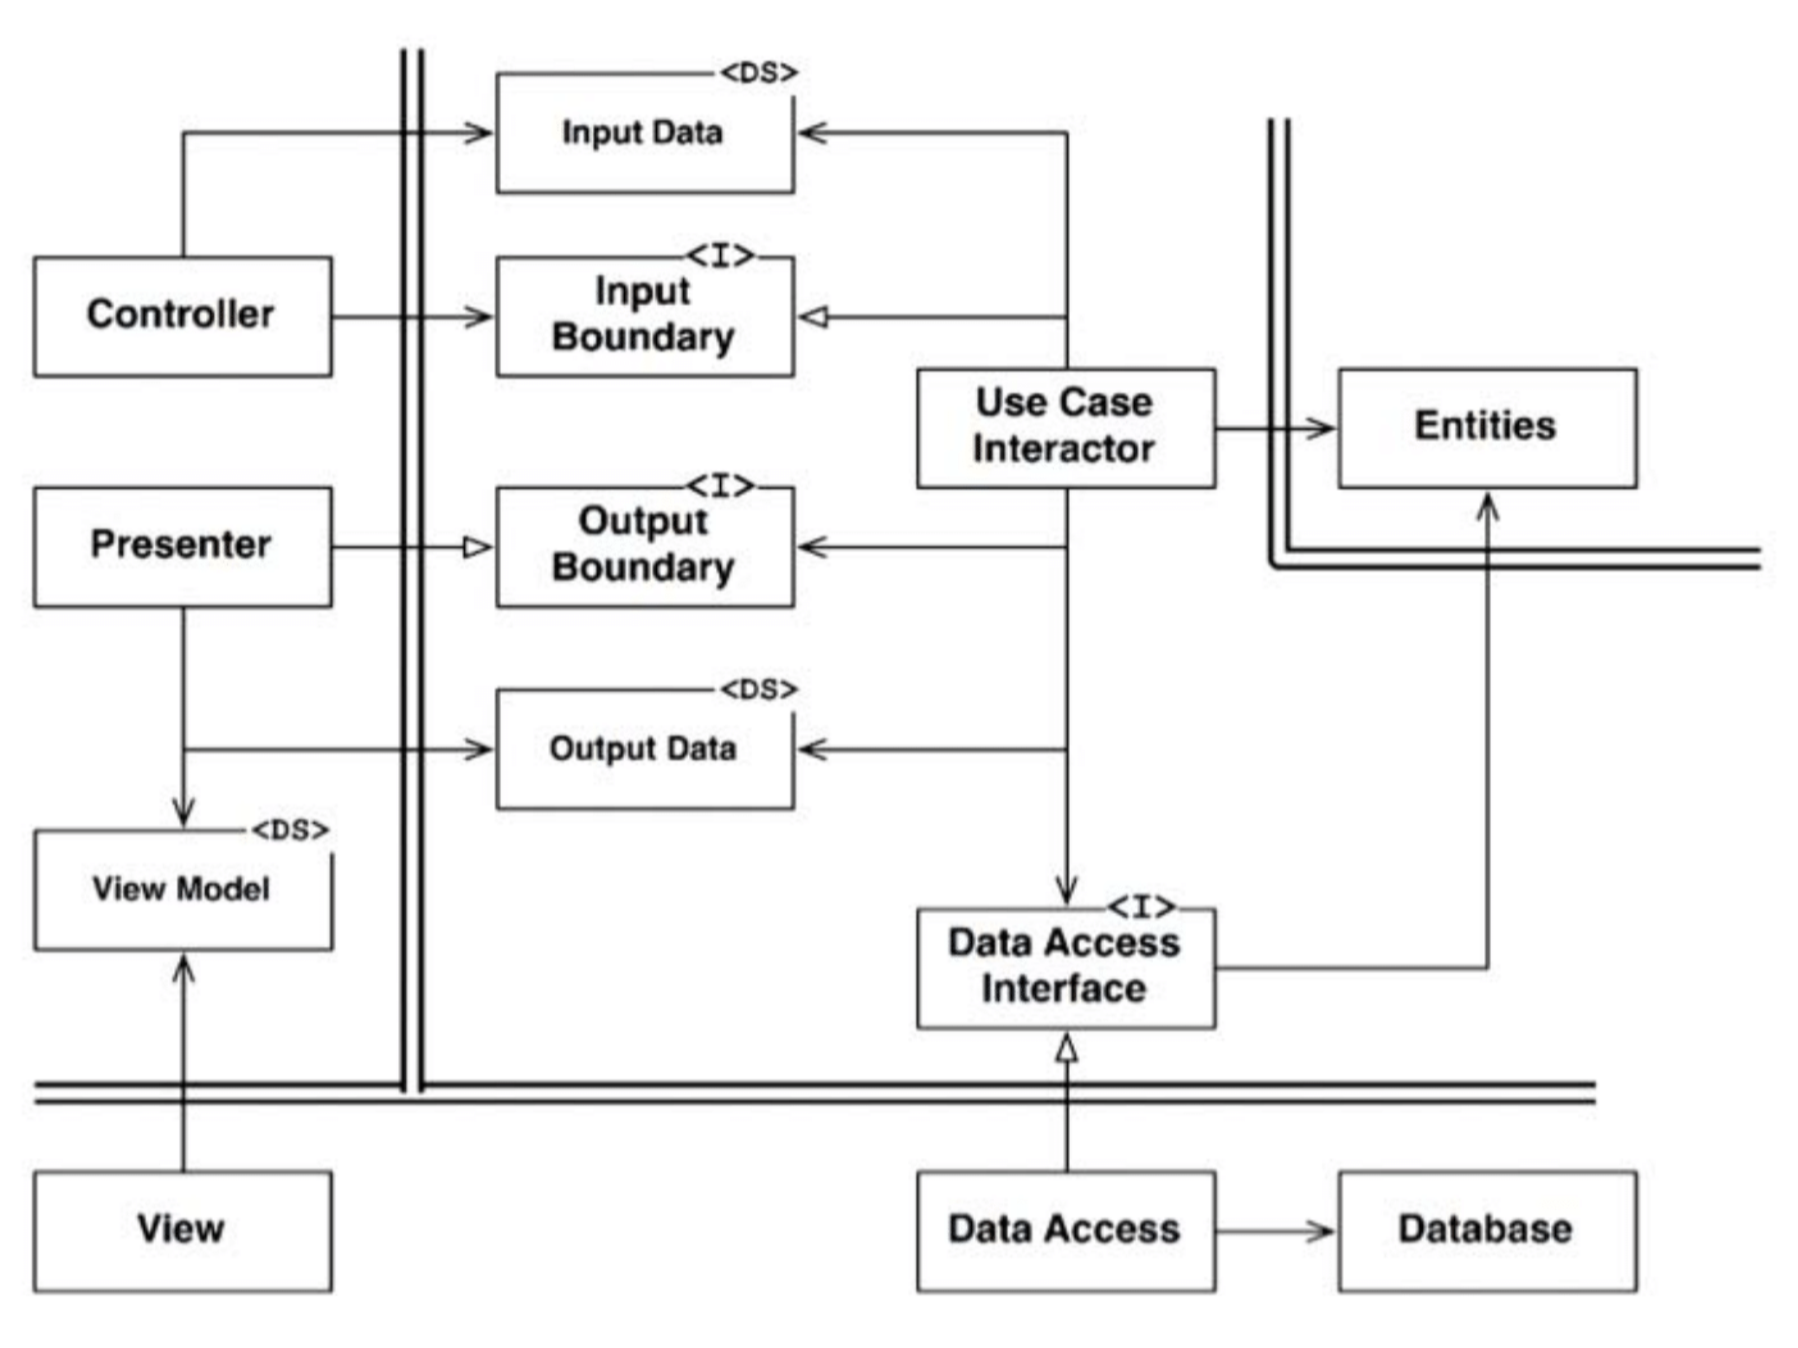 <DS>
Input Data
<I>
Input
Boundary
Controller
Use Case
Interactor
Entities
<I>
Output
Boundary
Presenter
<DS>
Output Data
<DS>
View Model
<I>
Data Access
Interface
View
Data Access
Database